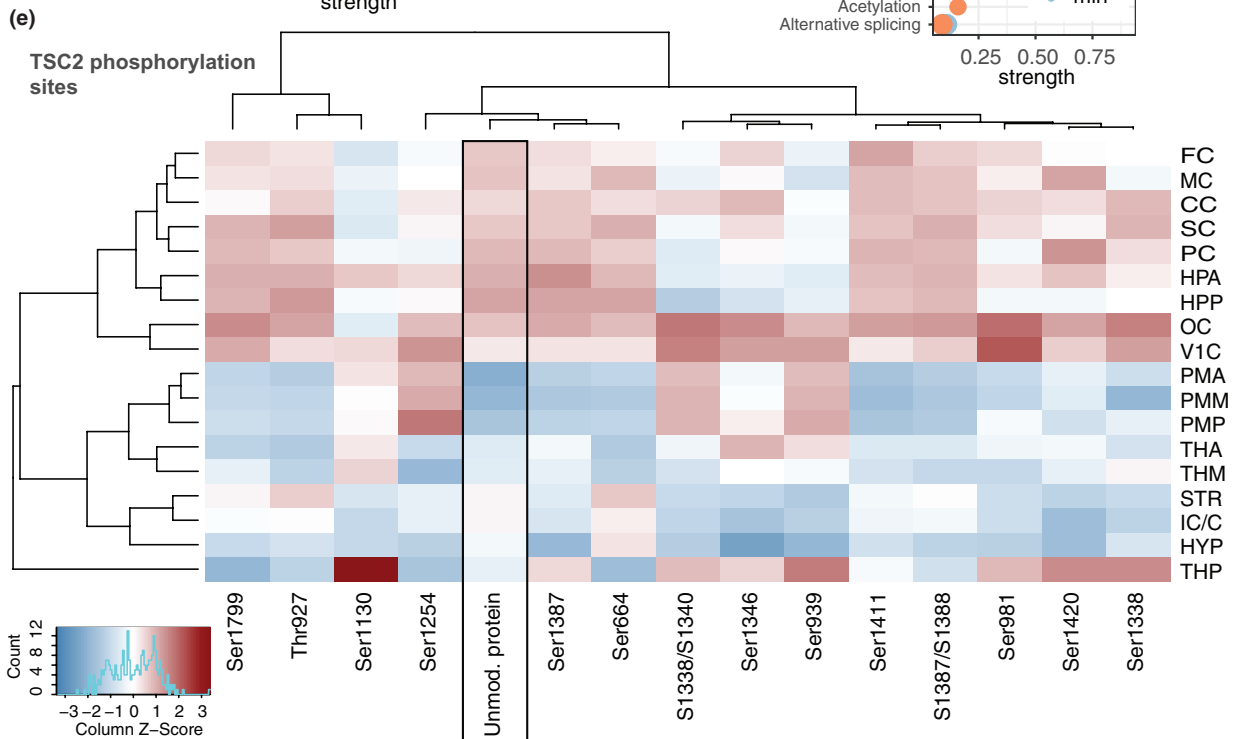 strength
(e)
Acetylation
min
Alternative splicing
0.25 0.50 0.75
strength
TSC2 phosphorylation
sites
FC
MC
CC
SC
PC
HPA
HPP
OC
V1C
PMA
PMM
PMP
THA
THM
STR
IC/C
HYP
THP
Ser1799
Thr927
Ser1130
Ser1254
Unmod. protein
Ser1387
Ser664
S1338/S1340
Ser1346
Ser939
Ser1411
S1387/S1388
Ser981
Ser1420
Ser1338
Count
0 4 8 12
−3 −2 −1 0 1 2 3
Column Z−Score